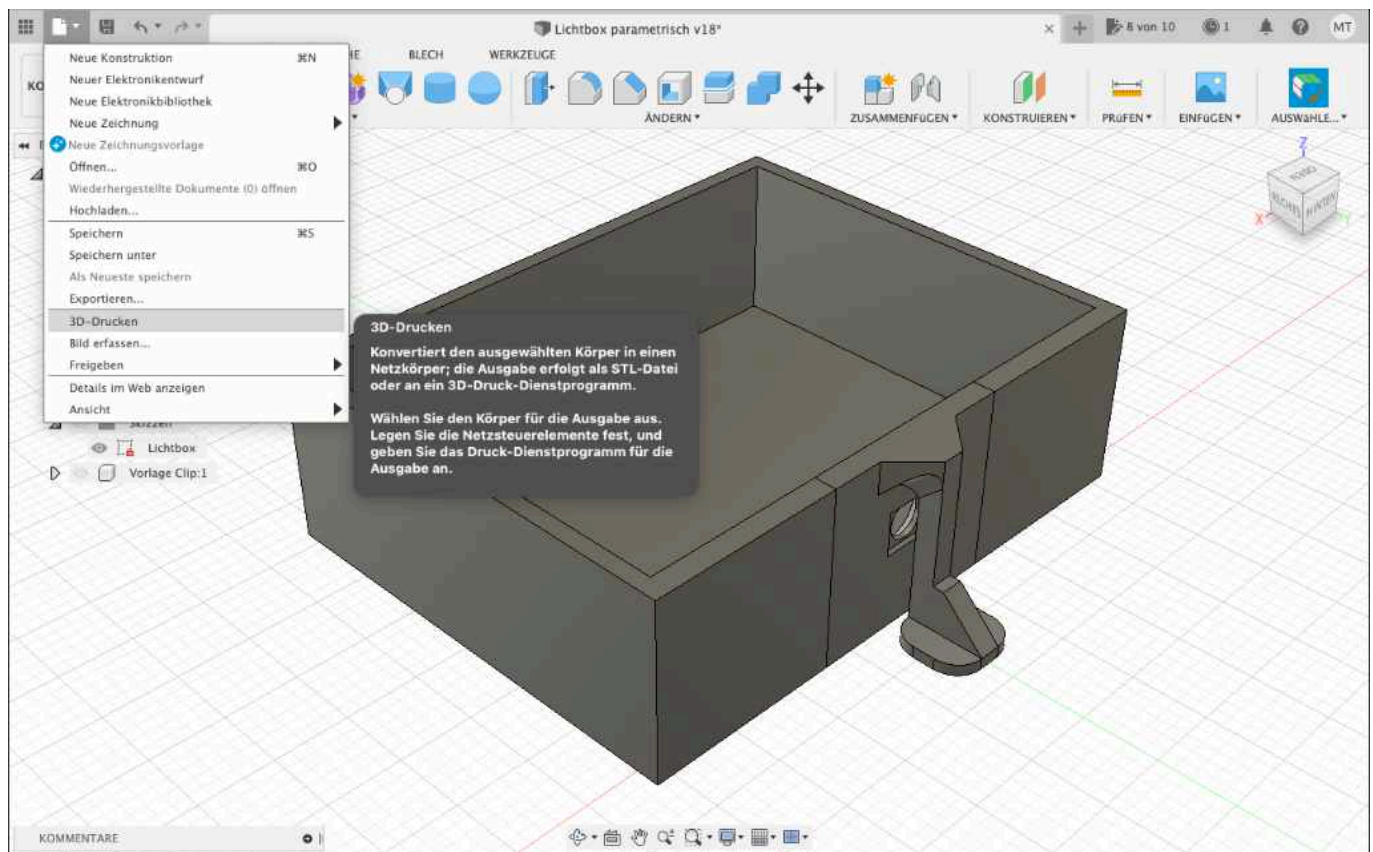 Lichtbox parametrisch v18*
8 von 10
1
MT
BLECH
WERKZEUGE
ÄNDERN
ZUSAMMENFÜGEN
KONSTRUIEREN
PRÜFEN
EINFÜGEN
AUSWÄHLE...
KO
Neue Konstruktion ⌘N
Neuer Elektronikentwurf
Neue Elektronikbibliothek
Neue Zeichnung
Neue Zeichnungsvorlage
Öffnen... ⌘O
Wiederhergestellte Dokumente (0) öffnen
Hochladen...
Speichern ⌘S
Speichern unter
Als Neueste speichern
Exportieren...
3D-Drucken
Bild erfassen...
Freigeben
Details im Web anzeigen
Ansicht
3D-Drucken
Konvertiert den ausgewählten Körper in einen
Netzkörper; die Ausgabe erfolgt als STL-Datei
oder an ein 3D-Druck-Dienstprogramm.
Wählen Sie den Körper für die Ausgabe aus.
Legen Sie die Netzsteuerelemente fest, und
geben Sie das Druck-Dienstprogramm für die
Ausgabe an.
Skizzen
Lichtbox
Vorlage Clip:1
Z
X
Y
OBEN
RECHTS
HINTEN
KOMMENTARE